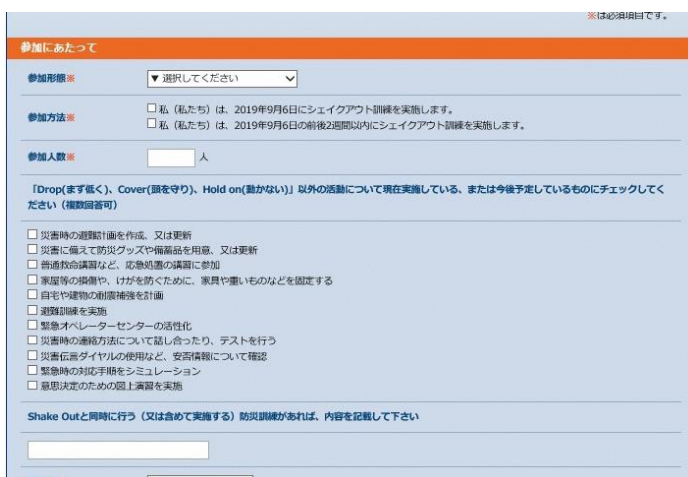 ※は必須項目です。
参加にあたって
参加形態※ ▼ 選択してください
参加方法※
□ 私（私たち）は、2019年9月6日にシェイクアウト訓練を実施します。
□ 私（私たち）は、2019年9月6日の前後2週間以内にシェイクアウト訓練を実施します。
参加人数※ 人
「Drop(まず低く)、Cover(頭を守り)、Hold on(動かない)」以外の活動について現在実施している、または今後予定しているものにチェックしてく
ださい（複数回答可）
□ 災害時の避難計画を作成、又は更新
□ 災害に備えて防災グッズや備蓄品を用意、又は更新
□ 普通救命講習など、応急処置の講習に参加
□ 家屋等の損傷や、けがを防ぐために、家具や重いものなどを固定する
□ 自宅や建物の耐震補強を計画
□ 避難訓練を実施
□ 緊急オペレーターセンターの活性化
□ 災害時の連絡方法について話し合ったり、テストを行う
□ 災害伝言ダイヤルの使用など、安否情報について確認
□ 緊急時の対応手順をシミュレーション
□ 意思決定のための図上演習を実施
Shake Outと同時に行う（又は含めて実施する）防災訓練があれば、内容を記載して下さい